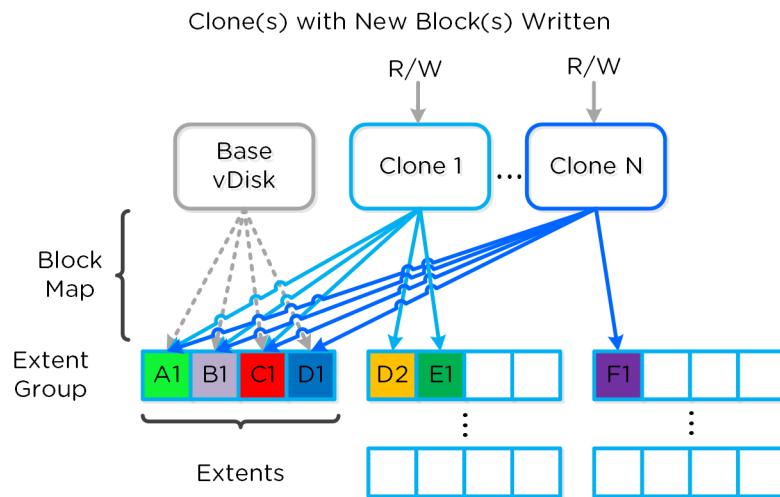 Clone(s) with New Block(s) Written
R/W
R/W
Base
vDisk
Clone 1
...
Clone N
Block
Map
Extent
Group
A1
B1
C1
D1
D2
E1
F1
Extents